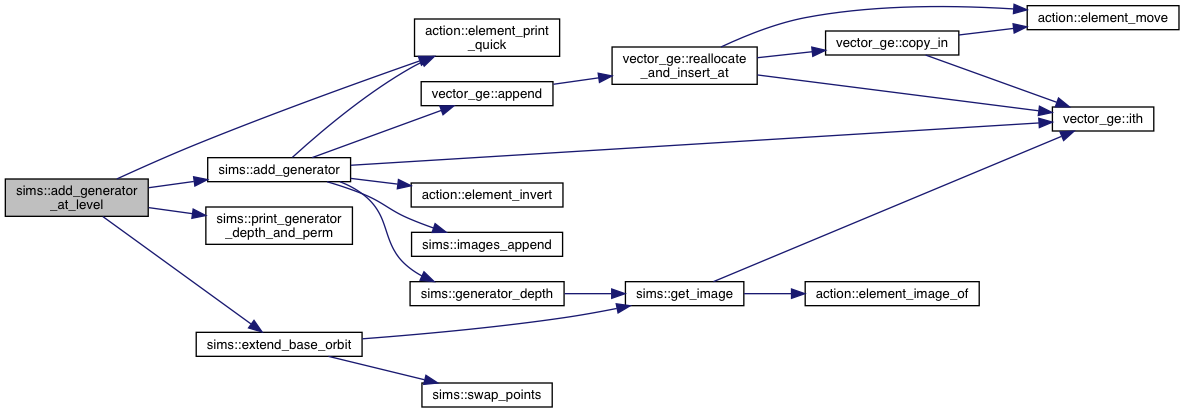 sims::add_generator
_at_level
action::element_print
_quick
sims::add_generator
sims::print_generator
_depth_and_perm
sims::extend_base_orbit
vector_ge::append
action::element_invert
sims::images_append
sims::generator_depth
sims::swap_points
vector_ge::reallocate
_and_insert_at
sims::get_image
vector_ge::copy_in
action::element_image_of
action::element_move
vector_ge::ith